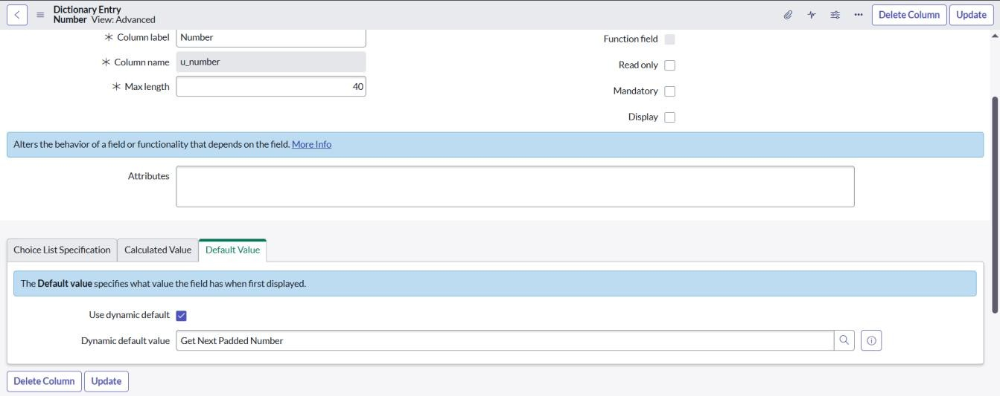 Dictionary Entry
Number View: Advanced
Delete Column
Update
Column label
Number
Function field
Column name
u_number
Read only
Max length
40
Mandatory
Display
Alters the behavior of a field or functionality that depends on the field. More Info
Attributes
Choice List Specification
Calculated Value
Default Value
The Default value specifies what value the field has when first displayed.
Use dynamic default
Dynamic default value
Get Next Padded Number
Delete Column
Update